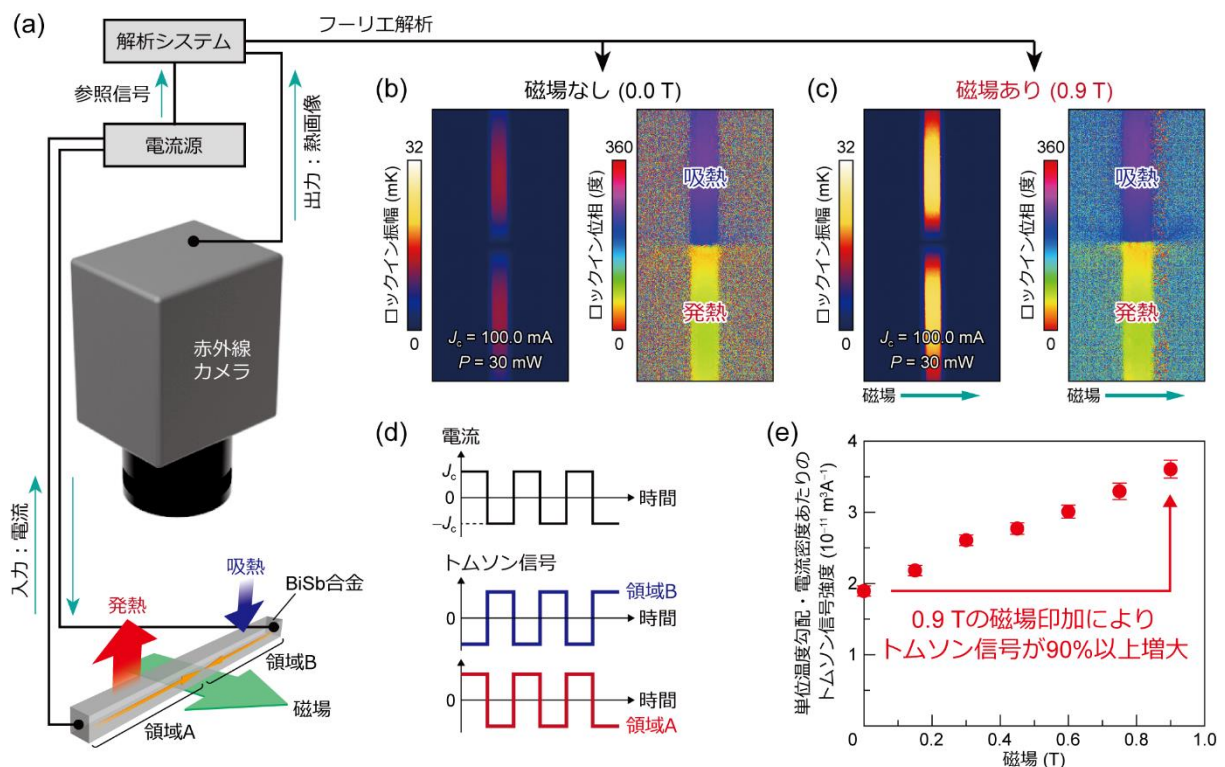 (a)
解析システム
フーリエ解析
参照信号
電流源
出力：熱画像
赤外線
カメラ
入力：電流
発熱
吸熱
BiSb合金
領域B
領域A
磁場
(b)
磁場なし (0.0 T)
32
ロックイン振幅 (mK)
0
J_c = 100.0 mA
P = 30 mW
360
ロックイン位相 (度)
0
吸熱
発熱
(c)
磁場あり (0.9 T)
32
ロックイン振幅 (mK)
0
J_c = 100.0 mA
P = 30 mW
磁場
360
ロックイン位相 (度)
0
吸熱
発熱
磁場
(d)
電流
J_c
0
−J_c
時間
トムソン信号
領域B
0
時間
0
時間
領域A
(e)
単位温度勾配・電流密度あたりの
トムソン信号強度 (10⁻¹¹ m³A⁻¹)
4
3
2
1
0
0.9 Tの磁場印加により
トムソン信号が90%以上増大
0
0.2
0.4
0.6
0.8
1.0
磁場 (T)